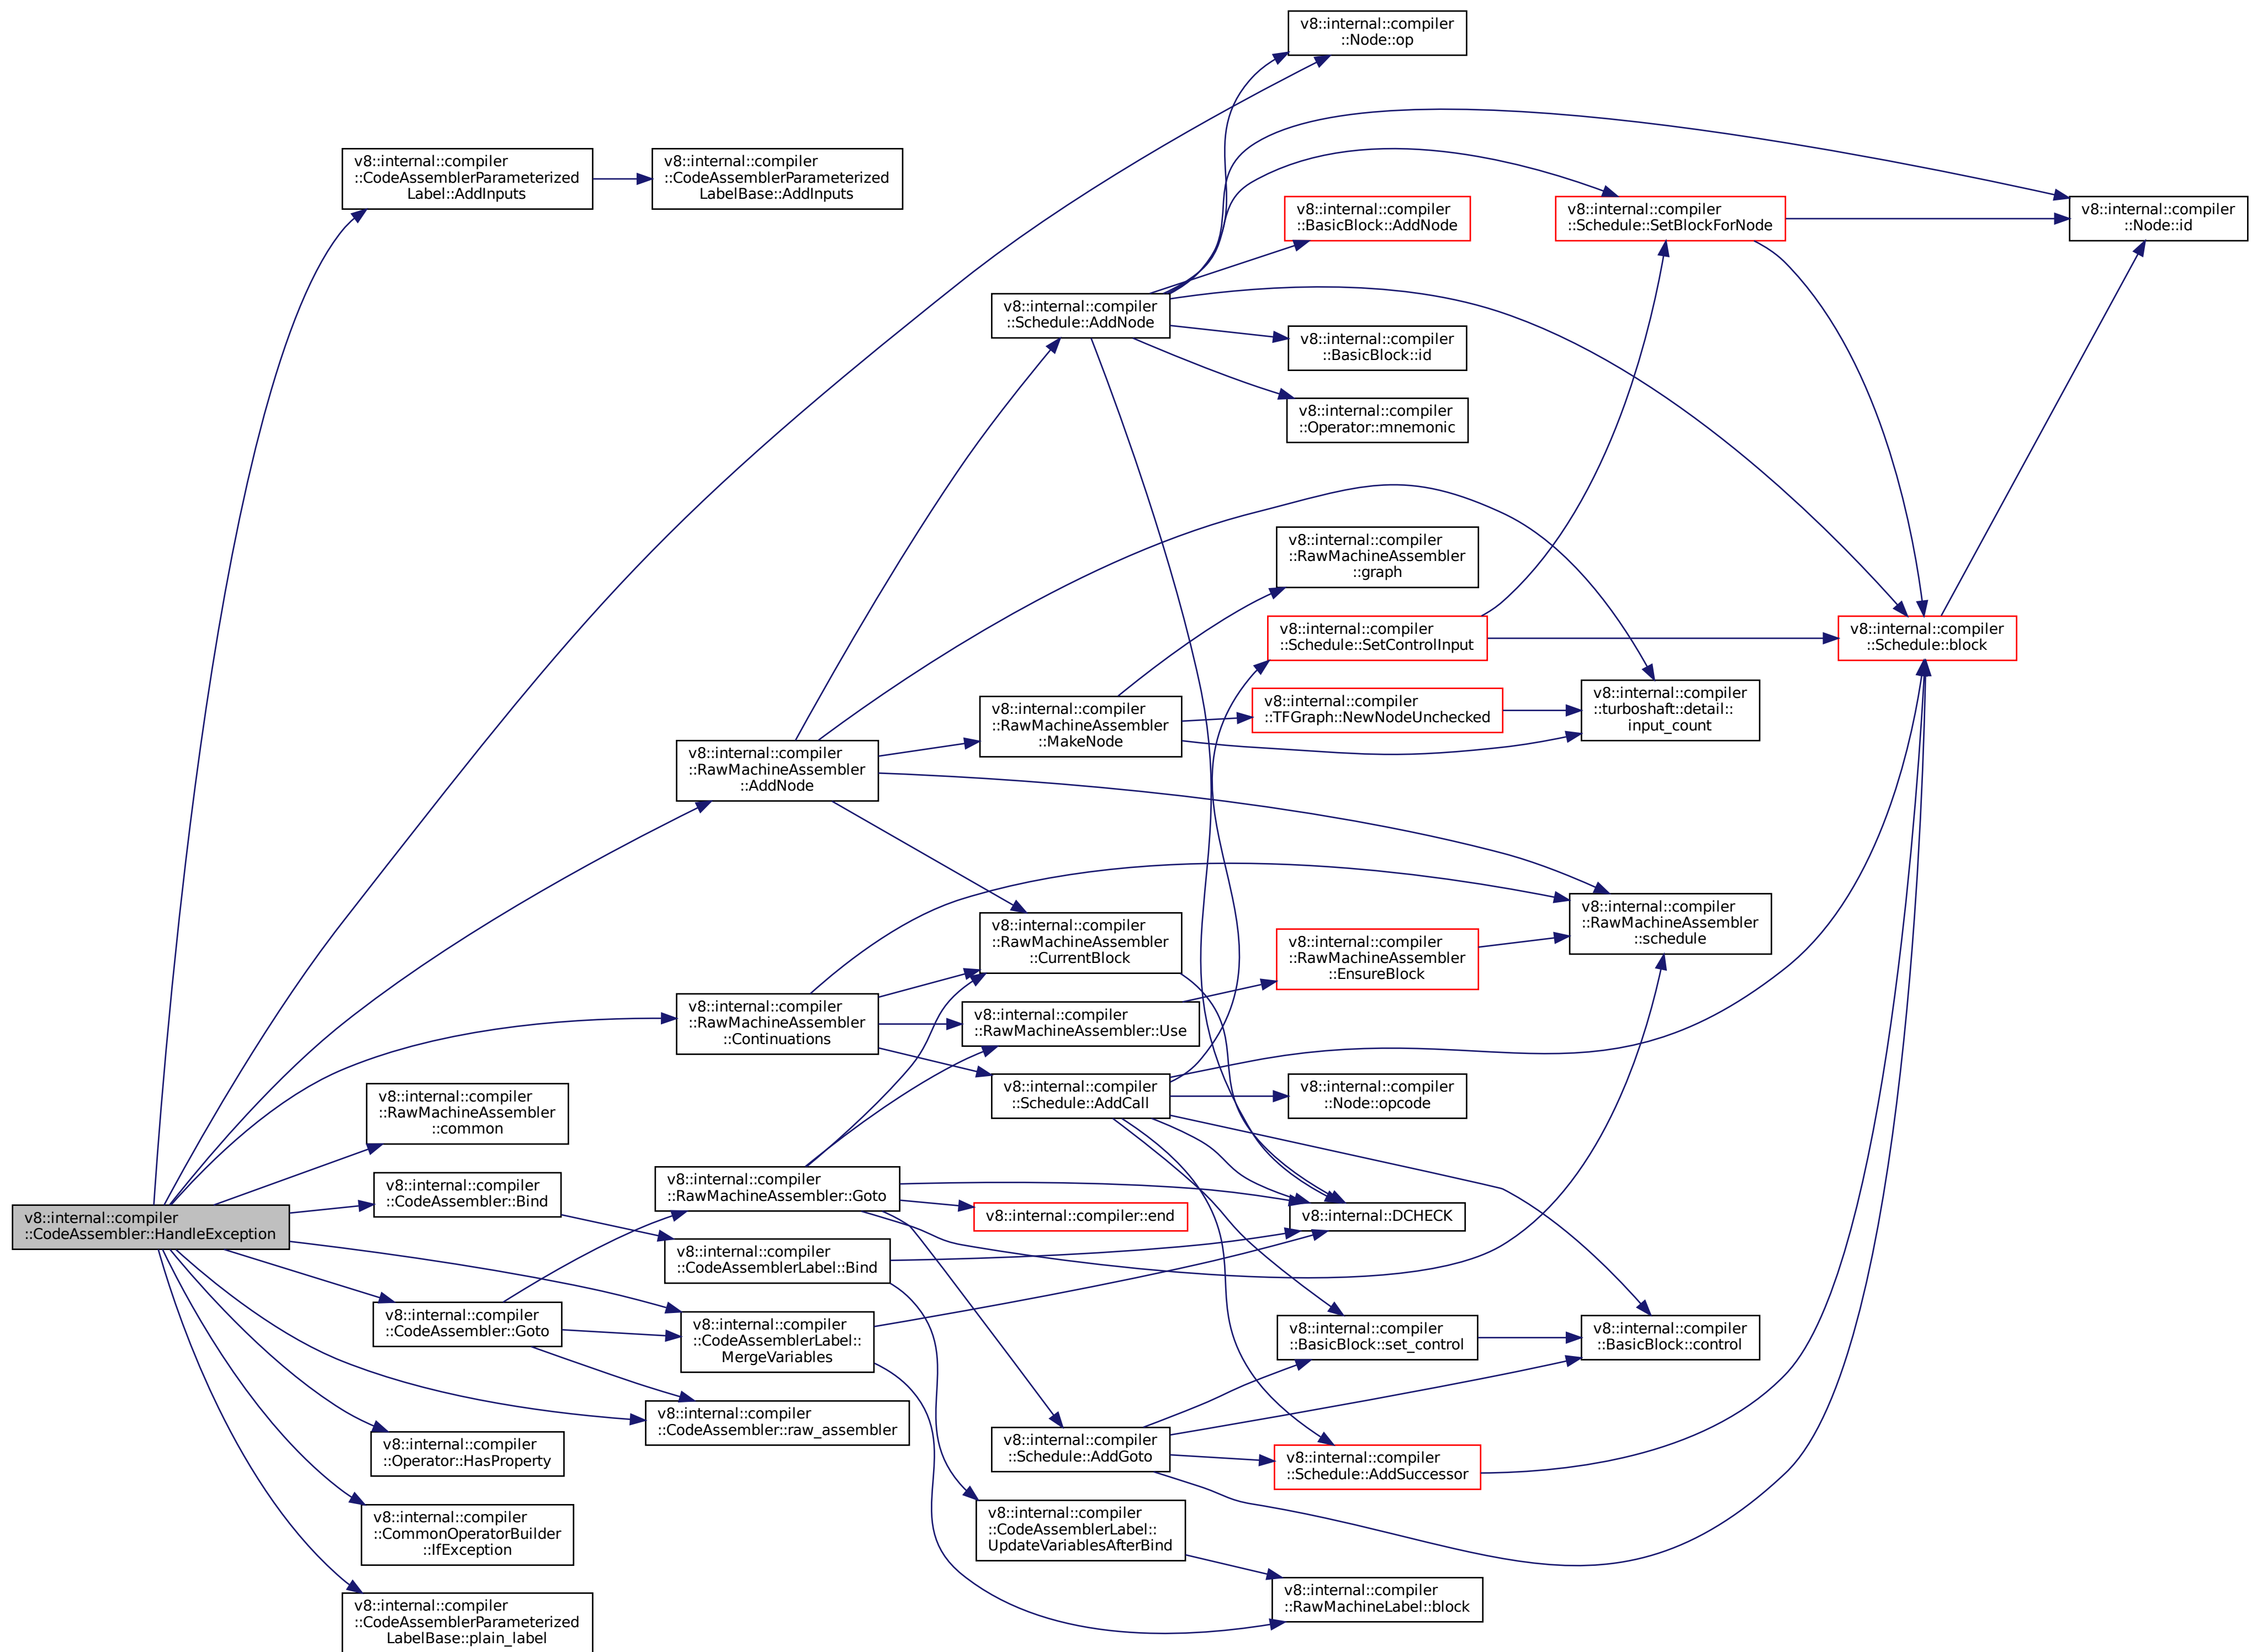 v8::internal::compiler
::Node::op
v8::internal::compiler
::CodeAssemblerParameterized
Label::AddInputs
v8::internal::compiler
::CodeAssemblerParameterized
LabelBase::AddInputs
v8::internal::compiler
::BasicBlock::AddNode
v8::internal::compiler
::Schedule::SetBlockForNode
v8::internal::compiler
::Node::id
v8::internal::compiler
::Schedule::AddNode
v8::internal::compiler
::BasicBlock::id
v8::internal::compiler
::Operator::mnemonic
v8::internal::compiler
::RawMachineAssembler
::graph
v8::internal::compiler
::Schedule::SetControlInput
v8::internal::compiler
::Schedule::block
v8::internal::compiler
::RawMachineAssembler
::MakeNode
v8::internal::compiler
::TFGraph::NewNodeUnchecked
v8::internal::compiler
::turboshaft::detail::
input_count
v8::internal::compiler
::RawMachineAssembler
::AddNode
v8::internal::compiler
::RawMachineAssembler
::CurrentBlock
v8::internal::compiler
::RawMachineAssembler
::EnsureBlock
v8::internal::compiler
::RawMachineAssembler
::schedule
v8::internal::compiler
::RawMachineAssembler
::Continuations
v8::internal::compiler
::RawMachineAssembler::Use
v8::internal::compiler
::Schedule::AddCall
v8::internal::compiler
::Node::opcode
v8::internal::compiler
::RawMachineAssembler
::common
v8::internal::compiler
::CodeAssembler::Bind
v8::internal::compiler
::RawMachineAssembler::Goto
v8::internal::compiler::end
v8::internal::DCHECK
v8::internal::compiler
::CodeAssembler::HandleException
v8::internal::compiler
::CodeAssemblerLabel::Bind
v8::internal::compiler
::CodeAssembler::Goto
v8::internal::compiler
::CodeAssemblerLabel::
MergeVariables
v8::internal::compiler
::BasicBlock::set_control
v8::internal::compiler
::BasicBlock::control
v8::internal::compiler
::CodeAssembler::raw_assembler
v8::internal::compiler
::Operator::HasProperty
v8::internal::compiler
::Schedule::AddGoto
v8::internal::compiler
::Schedule::AddSuccessor
v8::internal::compiler
::CommonOperatorBuilder
::IfException
v8::internal::compiler
::CodeAssemblerLabel::
UpdateVariablesAfterBind
v8::internal::compiler
::RawMachineLabel::block
v8::internal::compiler
::CodeAssemblerParameterized
LabelBase::plain_label